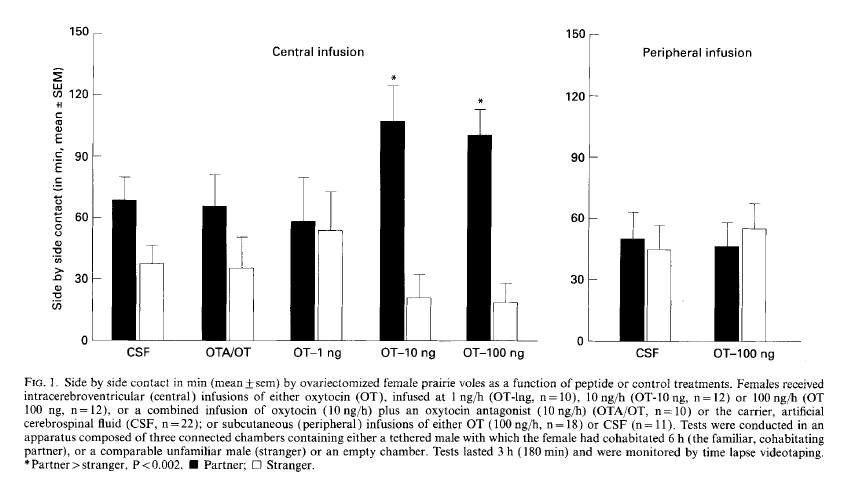 150
120
90
60
30
0
Side by side contact (in min, mean ± SEM)
Central infusion
*
*
CSF
OTA/OT
OT–1 ng
OT–10 ng
OT–100 ng
150
120
90
60
30
0
Peripheral infusion
CSF
OT–100 ng
FIG. 1. Side by side contact in min (mean ± sem) by ovariectomized female prairie voles as a function of peptide or control treatments. Females received
intracerebroventricular (central) infusions of either oxytocin (OT), infused at 1 ng/h (OT-lng, n = 10), 10 ng/h (OT-10 ng, n = 12) or 100 ng/h (OT
100 ng, n = 12), or a combined infusion of oxytocin (10 ng/h) plus an oxytocin antagonist (10 ng/h) (OTA/OT, n = 10) or the carrier, artificial
cerebrospinal fluid (CSF, n = 22); or subcutaneous (peripheral) infusions of either OT (100 ng/h, n = 18) or CSF (n = 11). Tests were conducted in an
apparatus composed of three connected chambers containing either a tethered male with which the female had cohabitated 6 h (the familiar, cohabitating
partner), or a comparable unfamiliar male (stranger) or an empty chamber. Tests lasted 3 h (180 min) and were monitored by time lapse videotaping.
* Partner > stranger, P < 0.002. ■ Partner; □ Stranger.